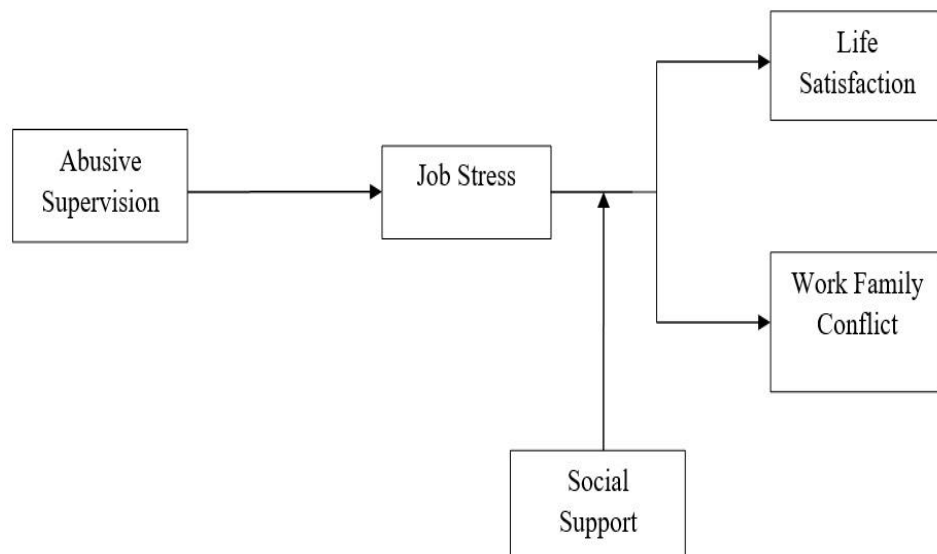 Life
Satisfaction
Abusive
Supervision
Job Stress
Work Family
Conflict
Social
Support